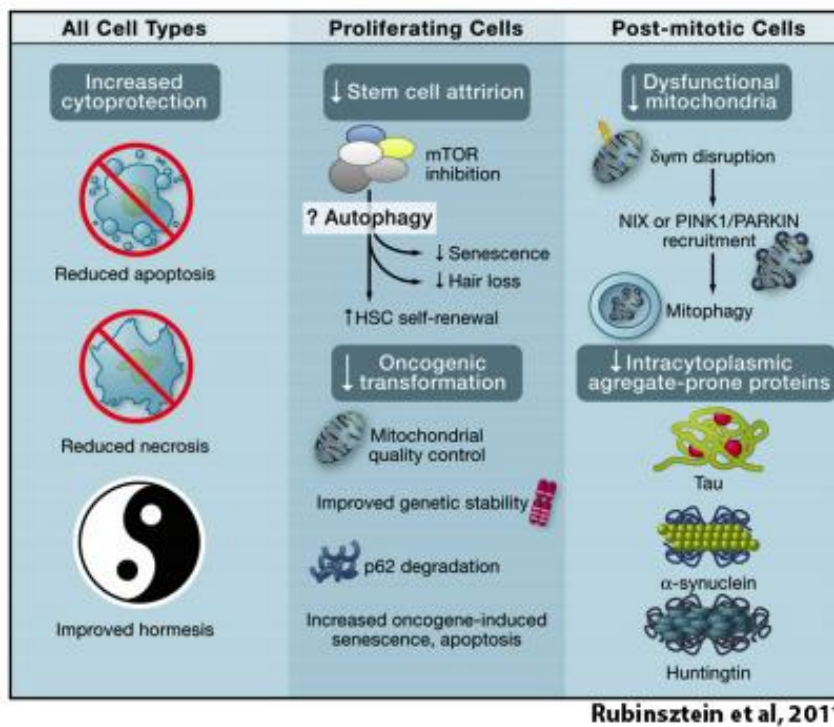 All Cell Types
Increased
cytoprotection
Reduced apoptosis
Reduced necrosis
Improved hormesis
Proliferating Cells
↓ Stem cell attririon
mTOR
inhibition
? Autophagy
↓ Senescence
↓ Hair loss
↑ HSC self-renewal
↓ Oncogenic
transformation
Mitochondrial
quality control
Improved genetic stability
p62 degradation
Increased oncogene-induced
senescence, apoptosis
Post-mitotic Cells
↓ Dysfunctional
mitochondria
δψm disruption
NIX or PINK1/PARKIN
recruitment
Mitophagy
↓ Intracytoplasmic
agregate-prone proteins
Tau
α-synuclein
Huntingtin
Rubinsztein et al,